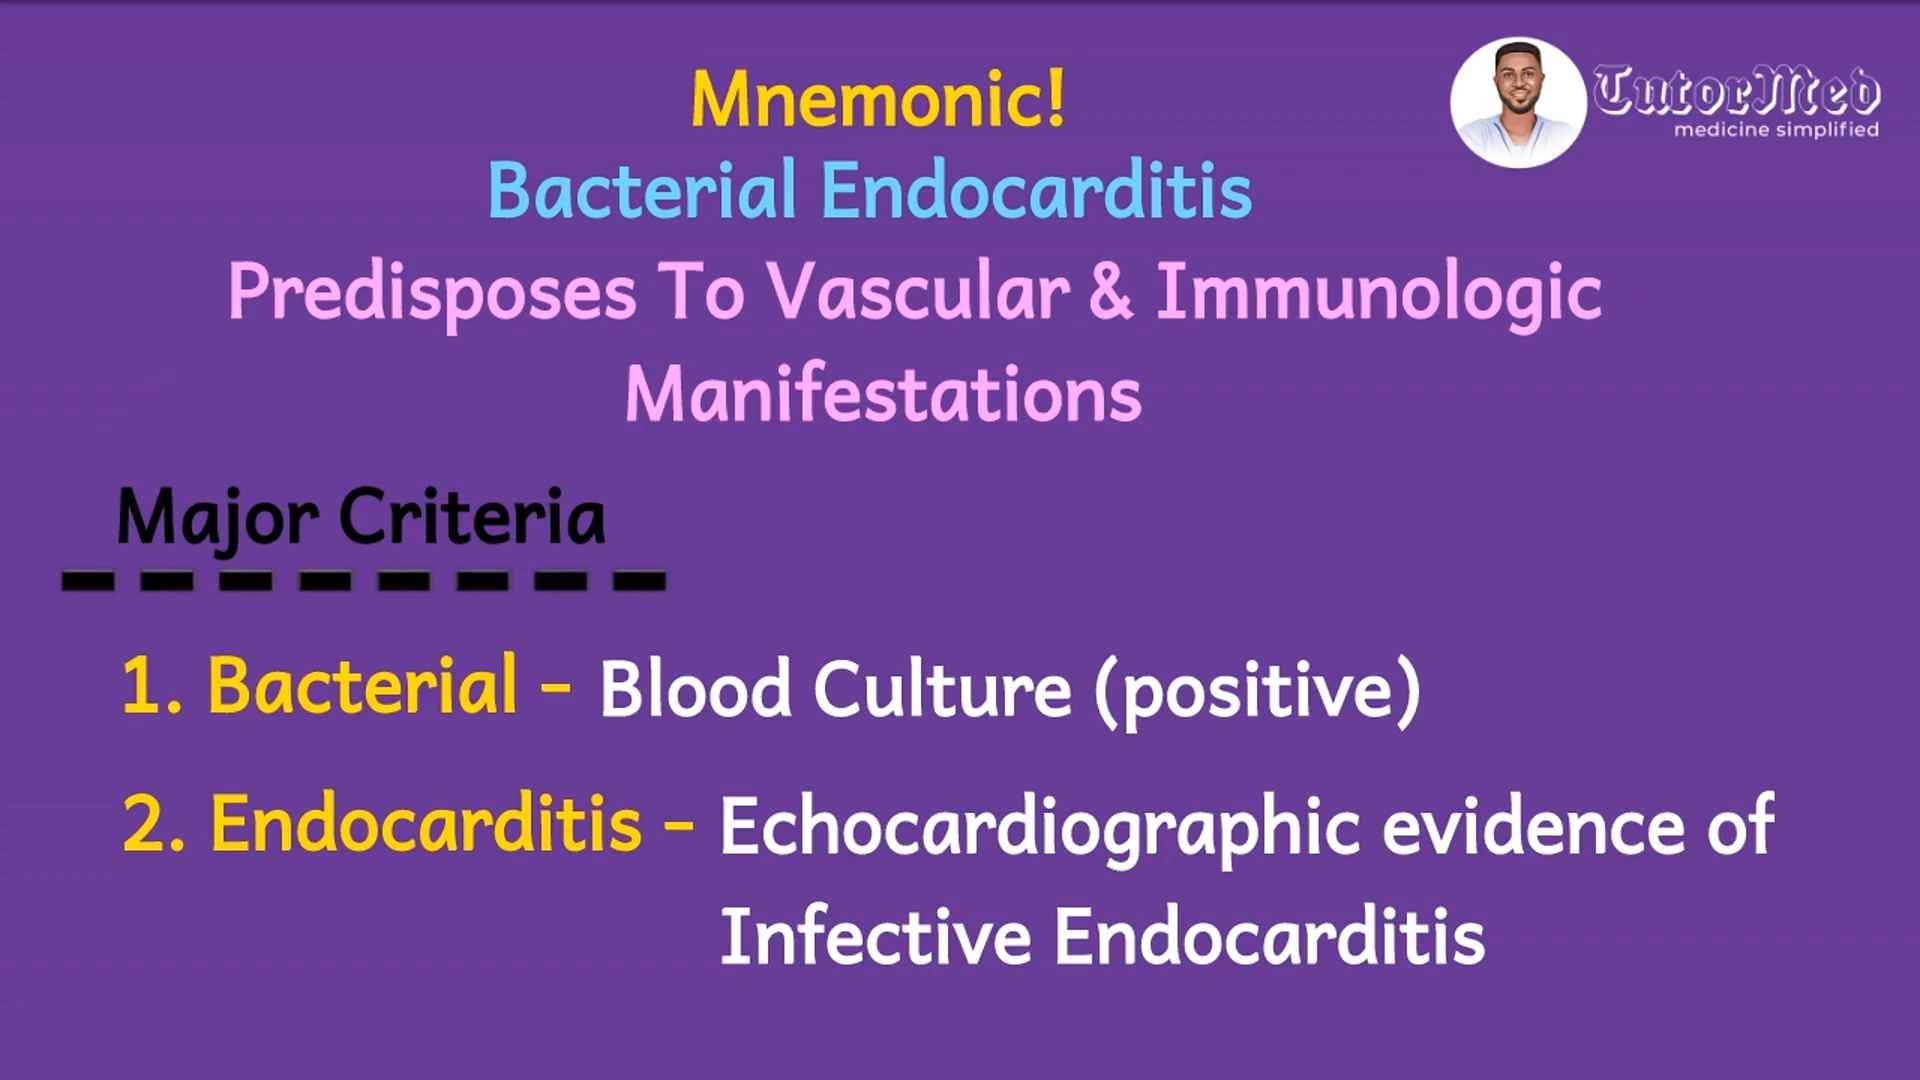 Mnemonic!
TutorMed
medicine simplified
Bacterial Endocarditis
Predisposes To Vascular & Immunologic
Manifestations
Major Criteria
1. Bacterial - Blood Culture (positive)
2. Endocarditis - Echocardiographic evidence of
Infective Endocarditis